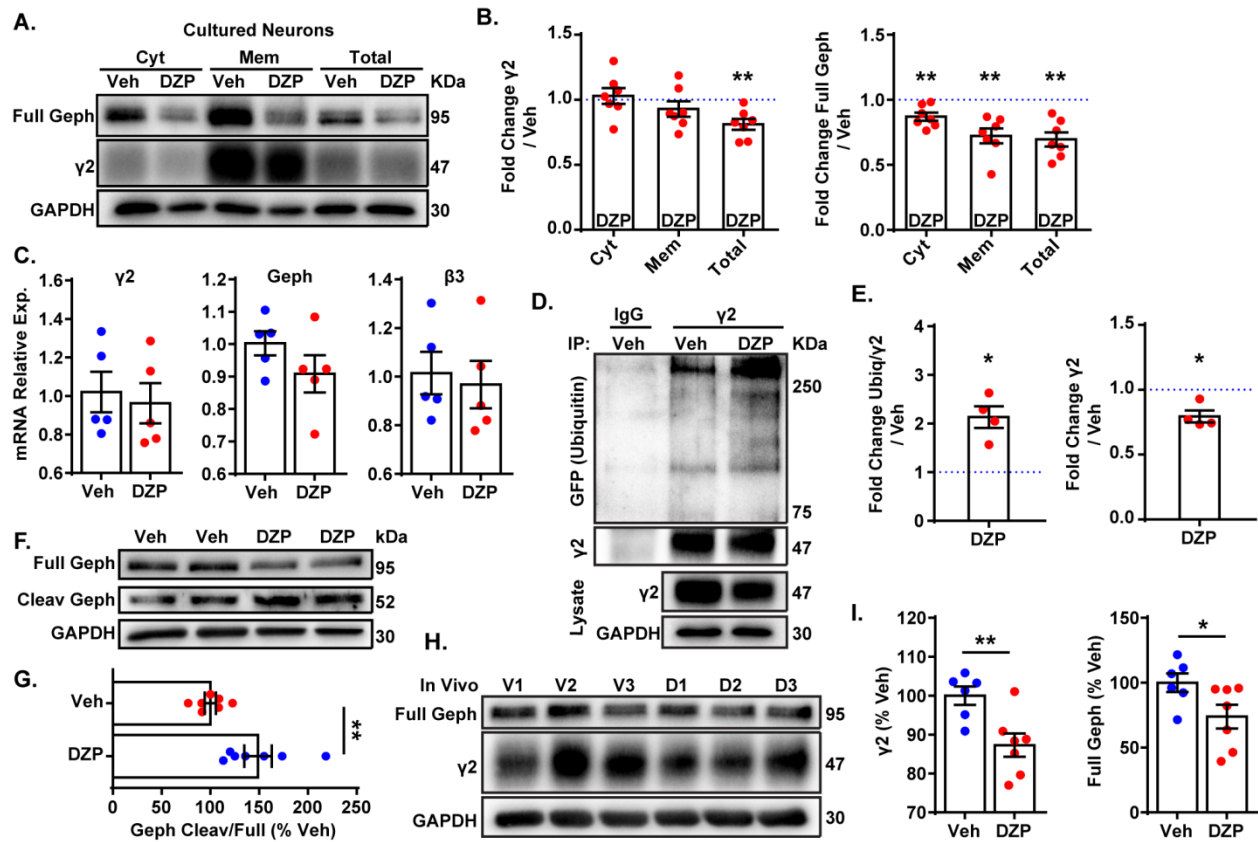 A.
Cultured Neurons
Cyt Mem Total
Veh DZP Veh DZP Veh DZP KDa
Full Geph 95
γ2 47
GAPDH 30
B.
Fold Change γ2
/ Veh
1.5
1.0
0.5
0.0
**
DZP DZP DZP
Cyt Mem Total
Fold Change Full Geph
/ Veh
1.5
1.0
0.5
0.0
** ** **
DZP DZP DZP
Cyt Mem Total
C.
mRNA Relative Exp.
γ2
1.6
1.4
1.2
1.0
0.8
0.6
Veh DZP
Geph
1.2
1.1
1.0
0.9
0.8
0.7
0.6
Veh DZP
β3
1.4
1.2
1.0
0.8
0.6
Veh DZP
D.
IgG γ2
IP: Veh Veh DZP KDa
GFP (Ubiquitin)
250
75
γ2 47
Lysate
γ2 47
GAPDH 30
E.
Fold Change Ubiq/γ2
/ Veh
4
3
2
1
0
*
DZP
Fold Change γ2
/ Veh
1.5
1.0
0.5
0.0
*
DZP
F.
Veh Veh DZP DZP kDa
Full Geph 95
Cleav Geph 52
GAPDH 30
G.
Veh
DZP
**
0 50 100 150 200 250
Geph Cleav/Full (% Veh)
H.
In Vivo V1 V2 V3 D1 D2 D3
Full Geph 95
γ2 47
GAPDH 30
I.
γ2 (% Veh)
120
110
100
90
80
70
**
Veh DZP
Full Geph (% Veh)
150
100
50
0
*
Veh DZP